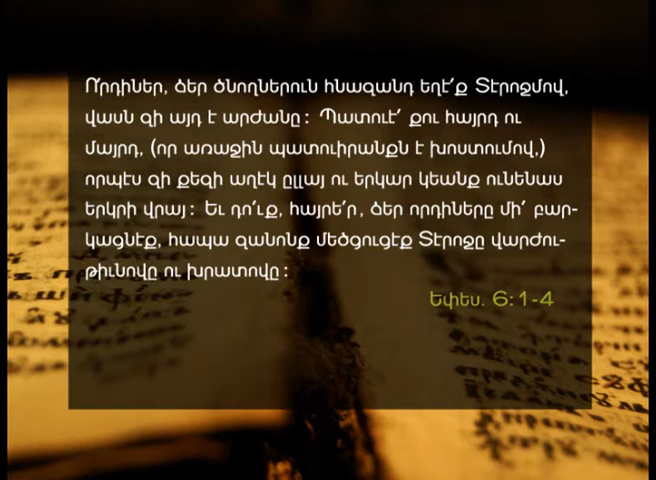 Որդիներ, ձեր ծնողներուն հնազանդ եղէ՛ք Տէրոջմով,
վասն զի այդ է արժանը։ Պատուէ՛ քու հայրդ ու
մայրդ, (որ առաջին պատուիրանքն է խոստումով,)
որպէս զի քեզի աղէկ ըլլայ ու երկար կեանք ունենաս
երկրի վրայ։ Եւ դո՛ւք, հայրե՛ր, ձեր որդիները մի՛ բար-
կացնէք, հապա զանոնք մեծցուցէք Տէրոջը վարժու-
թիւնովը ու խրատովը։
Եփես. 6:1-4